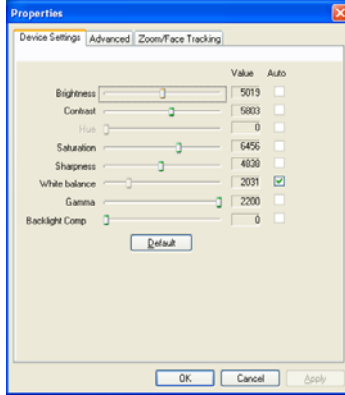 Properties
Device Settings Advanced Zoom/Face Tracking
Value Auto
Brightness 5019
Contrast 5803
Hue 0
Saturation 6456
Sharpness 4838
White balance 2031
Gamma 2200
Backlight Comp 0
Default
OK Cancel Apply